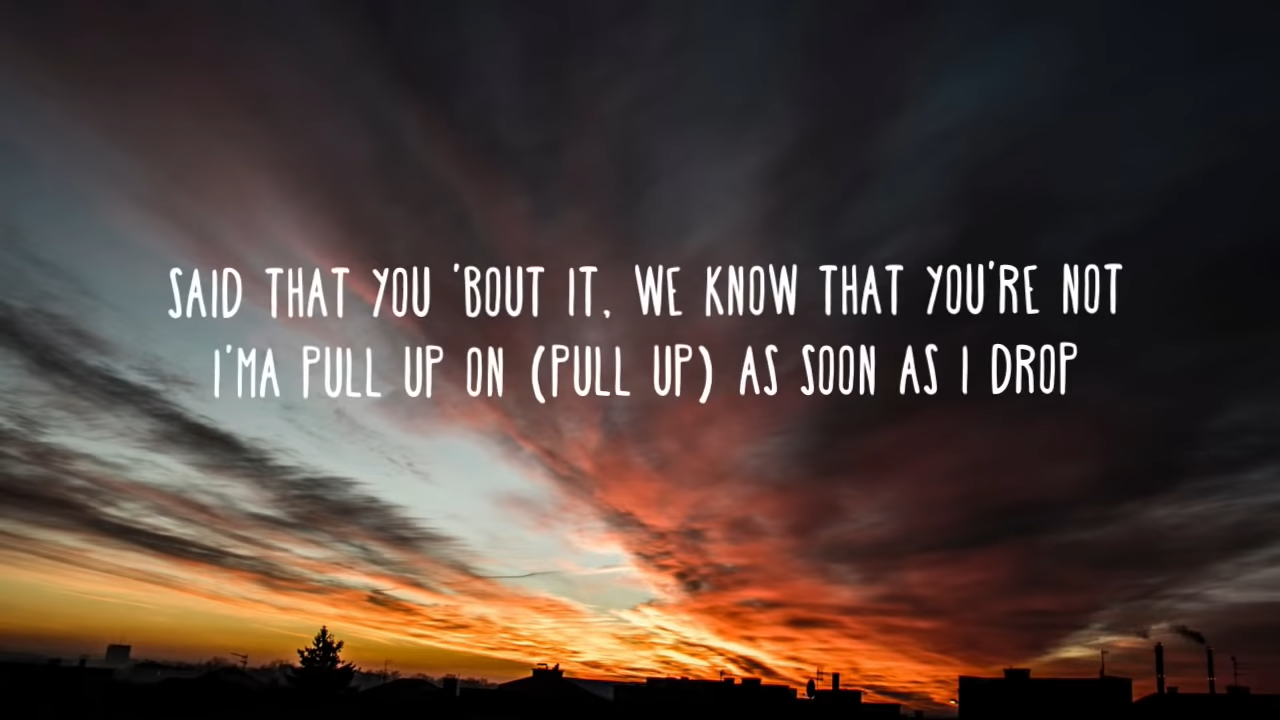 SAID THAT YOU 'BOUT IT, WE KNOW THAT YOU'RE NOT
I'MA PULL UP ON (PULL UP) AS SOON AS I DROP